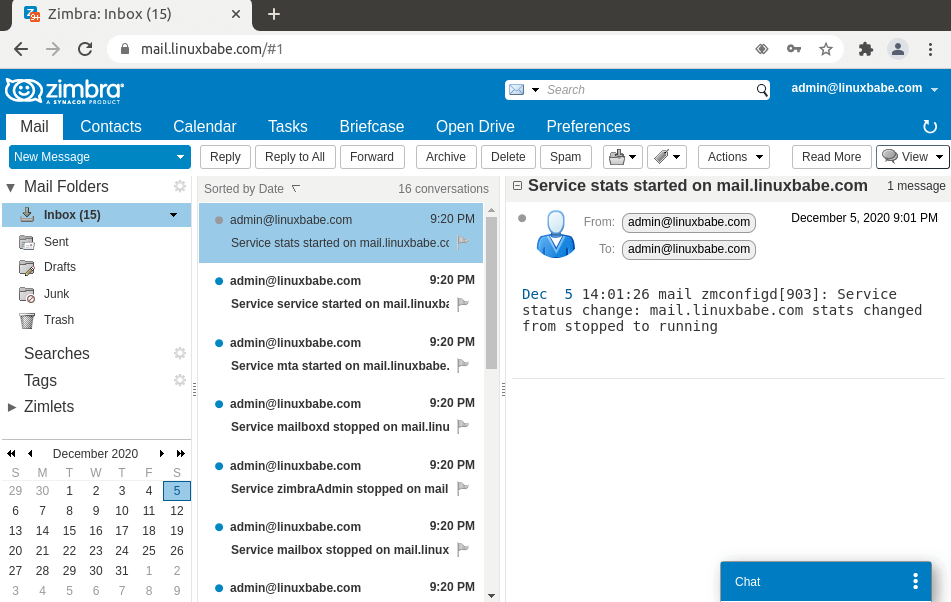 Zimbra: Inbox (15)
mail.linuxbabe.com/#1
zimbra
A SYNACOR PRODUCT
Search
admin@linuxbabe.com
Mail Contacts Calendar Tasks Briefcase Open Drive Preferences
New Message Reply Reply to All Forward Archive Delete Spam Actions Read More View
Mail Folders
Inbox (15)
Sent
Drafts
Junk
Trash
Searches
Tags
Zimlets
December 2020
S M T W T F S
29 30 1 2 3 4 5
6 7 8 9 10 11 12
13 14 15 16 17 18 19
20 21 22 23 24 25 26
27 28 29 30 31 1 2
3 4 5 6 7 8 9
Sorted by Date 16 conversations
admin@linuxbabe.com 9:20 PM
Service stats started on mail.linuxbabe.cc
admin@linuxbabe.com 9:20 PM
Service service started on mail.linuxba
admin@linuxbabe.com 9:20 PM
Service mta started on mail.linuxbabe.
admin@linuxbabe.com 9:20 PM
Service mailboxd stopped on mail.linu
admin@linuxbabe.com 9:20 PM
Service zimbraAdmin stopped on mail
admin@linuxbabe.com 9:20 PM
Service mailbox stopped on mail.linux
admin@linuxbabe.com 9:20 PM
Service stats started on mail.linuxbabe.com 1 message
From: admin@linuxbabe.com December 5, 2020 9:01 PM
To: admin@linuxbabe.com
Dec 5 14:01:26 mail zmconfigd[903]: Service
status change: mail.linuxbabe.com stats changed
from stopped to running
Chat